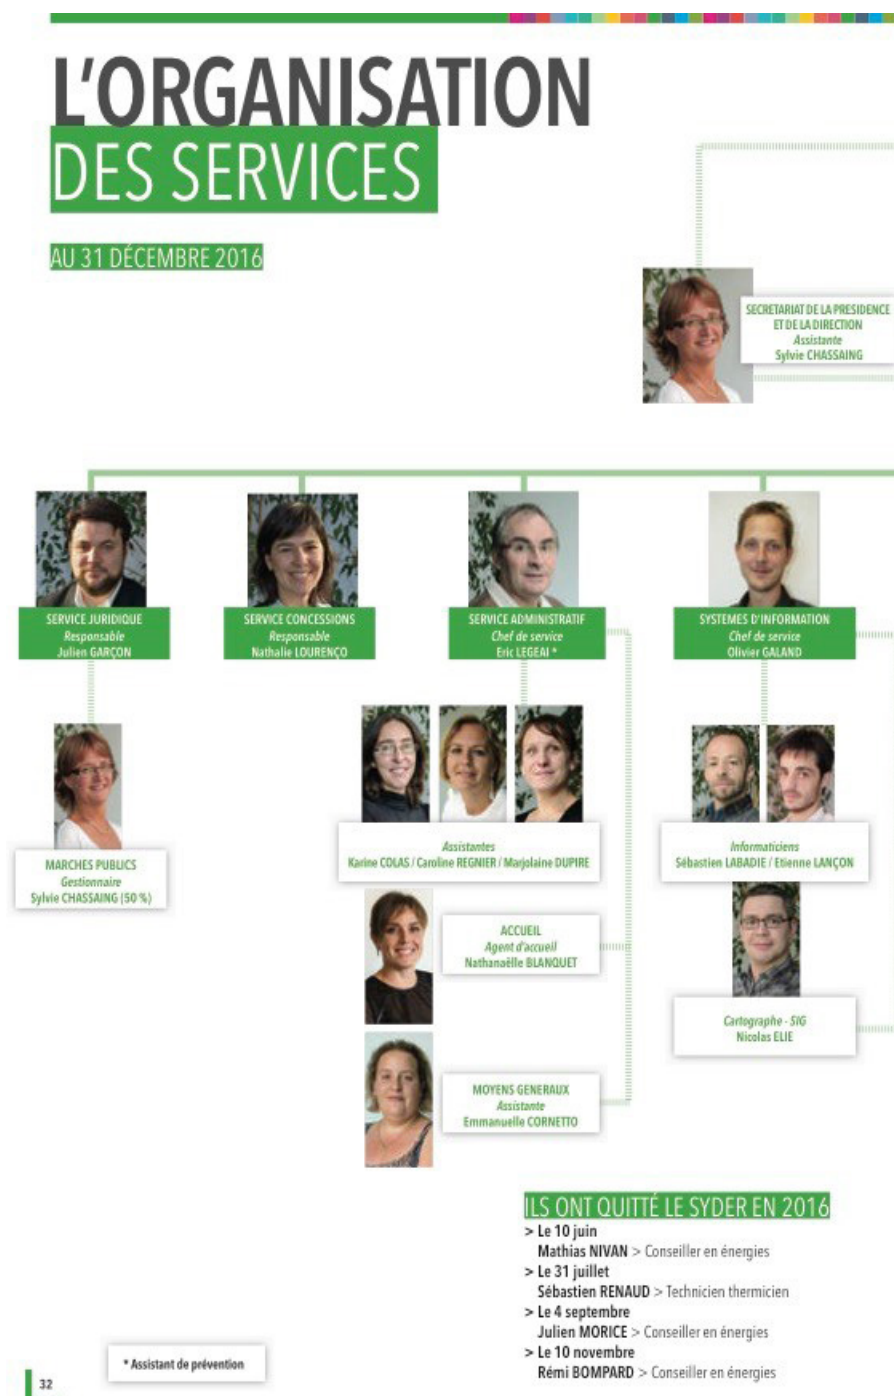 L'ORGANISATION
DES SERVICES
AU 31 DÉCEMBRE 2016
SECRETARIAT DE LA PRESIDENCE
ET DE LA DIRECTION
Assistante
Sylvie CHASSAING
SERVICE JURIDIQUE
Responsable
Julien GARÇON
SERVICE CONCESSIONS
Responsable
Nathalie LOURENÇO
SERVICE ADMINISTRATIF
Chef de service
Eric LEGEAI *
SYSTEMES D'INFORMATION
Chef de service
Olivier GALAND
MARCHES PUBLICS
Gestionnaire
Sylvie CHASSAING (50 %)
Assistantes
Karine COLAS / Caroline REGNIER / Marjolaine DUPIRE
Informaticiens
Sébastien LABADIE / Etienne LANÇON
ACCUEIL
Agent d'accueil
Nathanaëlle BLANQUET
Cartographe - SIG
Nicolas ELIE
MOYENS GENERAUX
Assistante
Emmanuelle CORNETTO
ILS ONT QUITTÉ LE SYDER EN 2016
> Le 10 juin
Mathias NIVAN > Conseiller en énergies
> Le 31 juillet
Sébastien RENAUD > Technicien thermicien
> Le 4 septembre
Julien MORICE > Conseiller en énergies
> Le 10 novembre
Rémi BOMPARD > Conseiller en énergies
* Assistant de prévention
32